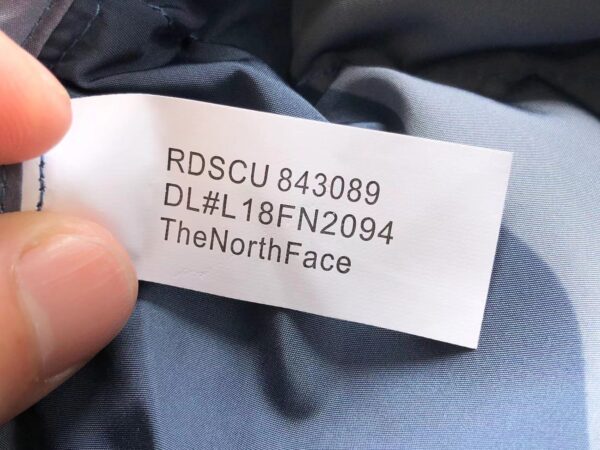 RDSCU 843089
DL#L18FN2094
TheNorthFace